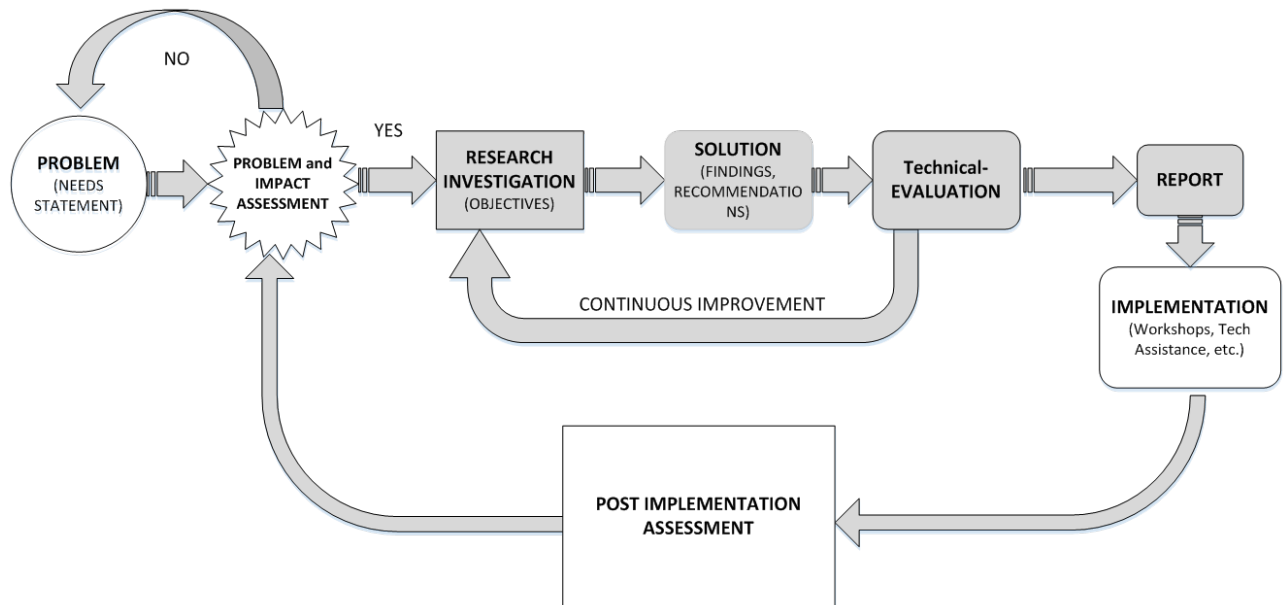 NO
PROBLEM
(NEEDS
STATEMENT)
PROBLEM and
IMPACT
ASSESSMENT
YES
RESEARCH
INVESTIGATION
(OBJECTIVES)
SOLUTION
(FINDINGS,
RECOMMENDATIO
NS)
Technical-
EVALUATION
REPORT
CONTINUOUS IMPROVEMENT
IMPLEMENTATION
(Workshops, Tech
Assistance, etc.)
POST IMPLEMENTATION
ASSESSMENT